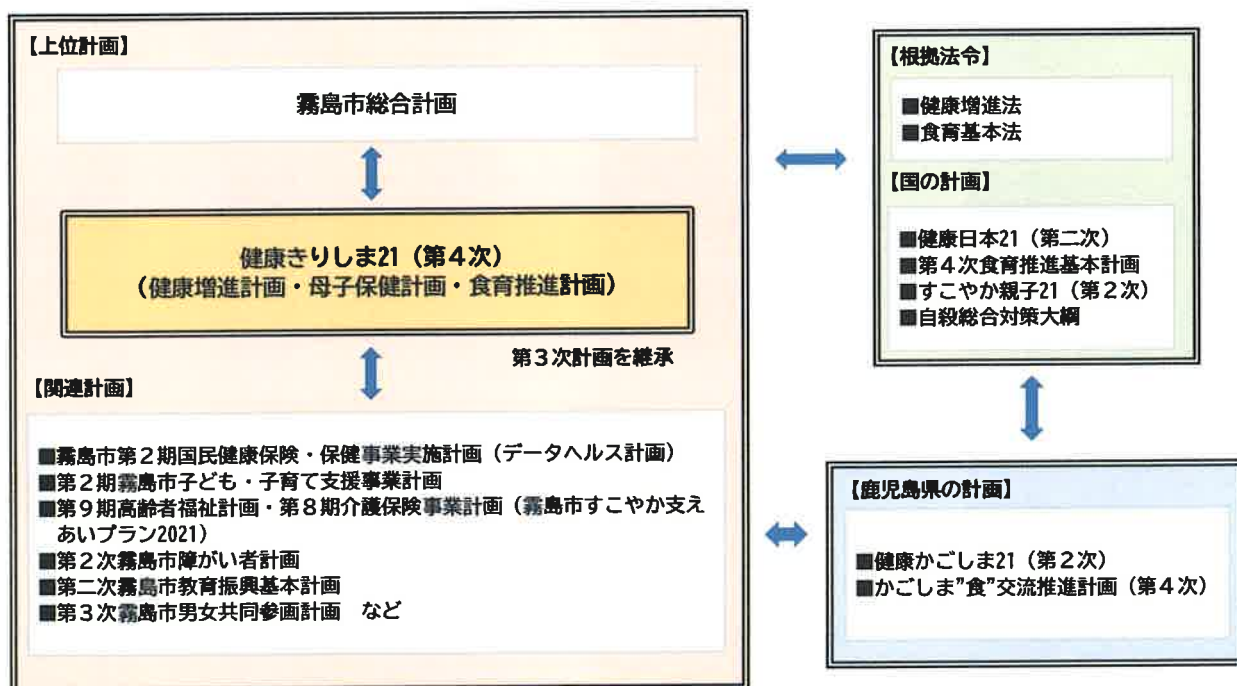 【上位計画】
霧島市総合計画
健康きりしま21（第４次）
（健康増進計画・母子保健計画・食育推進計画）
第３次計画を継承
【関連計画】
■霧島市第２期国民健康保険・保健事業実施計画（データヘルス計画）
■第２期霧島市子ども・子育て支援事業計画
■第９期高齢者福祉計画・第８期介護保険事業計画（霧島市すこやか支え
あいプラン2021）
■第２次霧島市障がい者計画
■第二次霧島市教育振興基本計画
■第３次霧島市男女共同参画計画　など
【根拠法令】
■健康増進法
■食育基本法
【国の計画】
■健康日本21（第二次）
■第４次食育推進基本計画
■すこやか親子21（第２次）
■自殺総合対策大綱
【鹿児島県の計画】
■健康かごしま21（第２次）
■かごしま”食”交流推進計画（第４次）